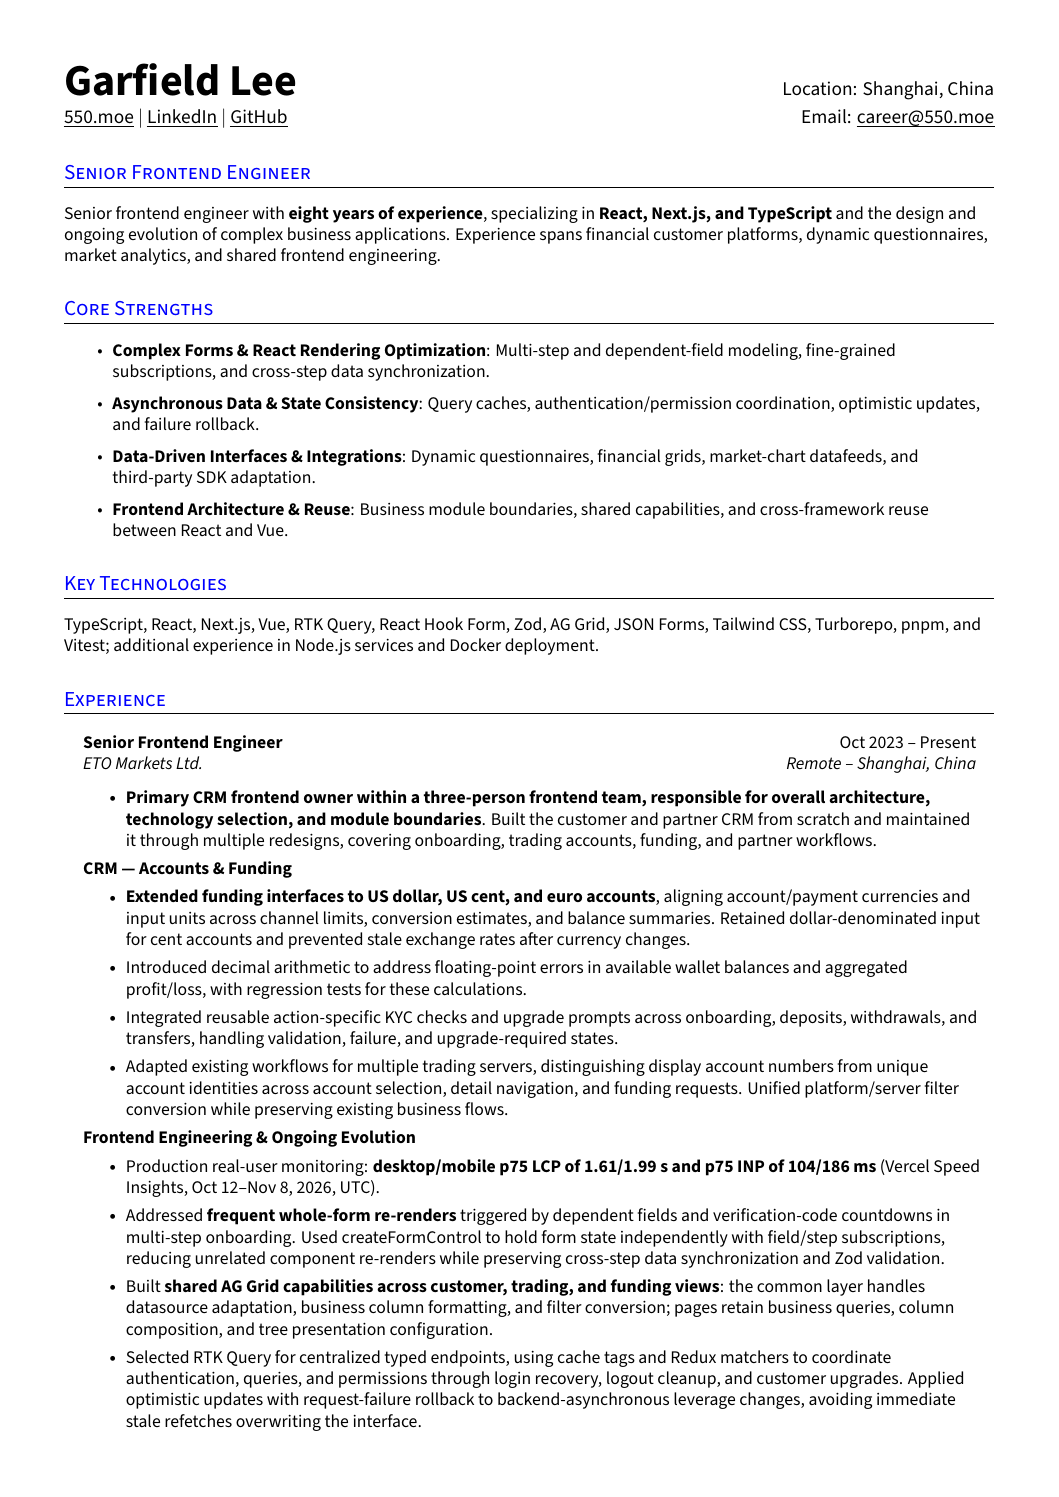 Garfield Lee
Location: Shanghai, China
550.moe | LinkedIn | GitHub
Email: career@550.moe
Senior Frontend Engineer
Senior frontend engineer with eight years of experience, specializing in React, Next.js, and TypeScript and the design and
ongoing evolution of complex business applications. Experience spans financial customer platforms, dynamic questionnaires,
market analytics, and shared frontend engineering.
Core Strengths
• Complex Forms & React Rendering Optimization: Multi-step and dependent-field modeling, fine-grained
subscriptions, and cross-step data synchronization.
• Asynchronous Data & State Consistency: Query caches, authentication/permission coordination, optimistic updates,
and failure rollback.
• Data-Driven Interfaces & Integrations: Dynamic questionnaires, financial grids, market-chart datafeeds, and
third-party SDK adaptation.
• Frontend Architecture & Reuse: Business module boundaries, shared capabilities, and cross-framework reuse
between React and Vue.
Key Technologies
TypeScript, React, Next.js, Vue, RTK Query, React Hook Form, Zod, AG Grid, JSON Forms, Tailwind CSS, Turborepo, pnpm, and
Vitest; additional experience in Node.js services and Docker deployment.
Experience
Senior Frontend Engineer
Oct 2023 – Present
ETO Markets Ltd.
Remote – Shanghai, China
• Primary CRM frontend owner within a three-person frontend team, responsible for overall architecture,
technology selection, and module boundaries. Built the customer and partner CRM from scratch and maintained
it through multiple redesigns, covering onboarding, trading accounts, funding, and partner workflows.
CRM — Accounts & Funding
• Extended funding interfaces to US dollar, US cent, and euro accounts, aligning account/payment currencies and
input units across channel limits, conversion estimates, and balance summaries. Retained dollar-denominated input
for cent accounts and prevented stale exchange rates after currency changes.
• Introduced decimal arithmetic to address floating-point errors in available wallet balances and aggregated
profit/loss, with regression tests for these calculations.
• Integrated reusable action-specific KYC checks and upgrade prompts across onboarding, deposits, withdrawals, and
transfers, handling validation, failure, and upgrade-required states.
• Adapted existing workflows for multiple trading servers, distinguishing display account numbers from unique
account identities across account selection, detail navigation, and funding requests. Unified platform/server filter
conversion while preserving existing business flows.
Frontend Engineering & Ongoing Evolution
• Production real-user monitoring: desktop/mobile p75 LCP of 1.61/1.99 s and p75 INP of 104/186 ms (Vercel Speed
Insights, Oct 12–Nov 8, 2026, UTC).
• Addressed frequent whole-form re-renders triggered by dependent fields and verification-code countdowns in
multi-step onboarding. Used createFormControl to hold form state independently with field/step subscriptions,
reducing unrelated component re-renders while preserving cross-step data synchronization and Zod validation.
• Built shared AG Grid capabilities across customer, trading, and funding views: the common layer handles
datasource adaptation, business column formatting, and filter conversion; pages retain business queries, column
composition, and tree presentation configuration.
• Selected RTK Query for centralized typed endpoints, using cache tags and Redux matchers to coordinate
authentication, queries, and permissions through login recovery, logout cleanup, and customer upgrades. Applied
optimistic updates with request-failure rollback to backend-asynchronous leverage changes, avoiding immediate
stale refetches overwriting the interface.